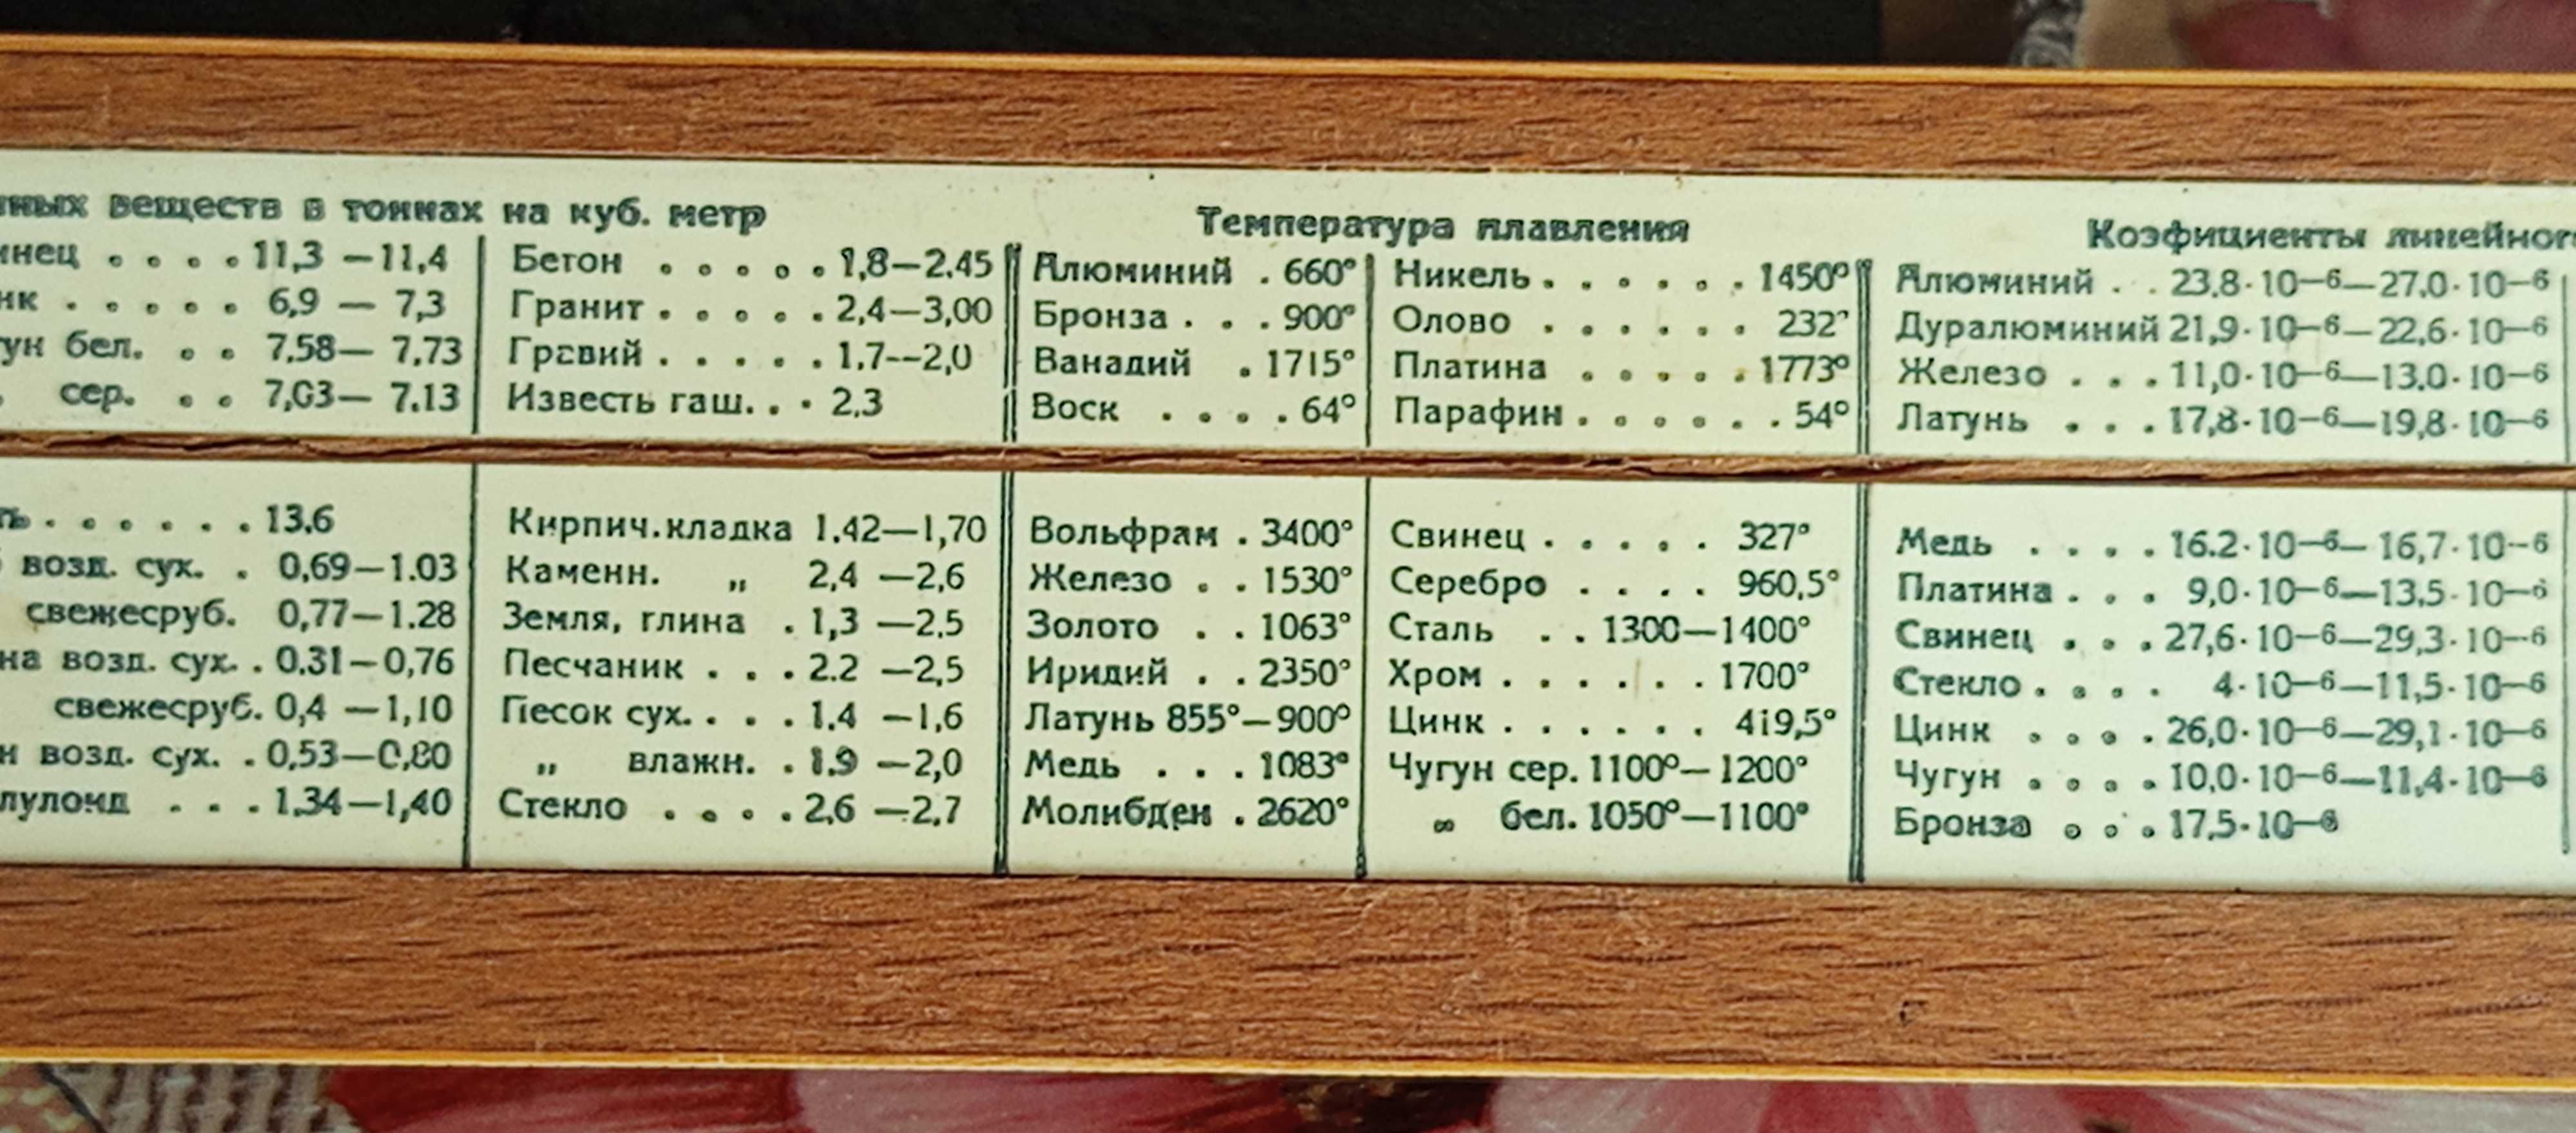 веществ в тоннах на куб. метр
11,3 —11,4
6,9 — 7,3
бел. . . 7.58— 7.73
сер. . . 7,03— 7.13
13.6
возд. сух. . 0,69—1.03
свежесруб. 0,77—1.28
возд. сух. . 0.31—0,76
свежесруб. 0,4 —1,10
возд. сух. . 0,53—0,80
. . . 1,34—1,40
Бетон . . . . . 1,8—2.45
Гранит . . . . . 2,4—3,00
Гравий . . . . . 1,7--2,0
Известь гаш. . . 2,3
Кирпич.кладка 1.42—1,70
Каменн. „ 2,4 —2,6
Земля, глина . 1,3 —2.5
Песчаник . . . 2.2 —2,5
Песок сух. . . . 1.4 —1,6
„ влажн. . 1.9 —2,0
Стекло . . . . 2,6 —2.7
Температура плавления
Алюминий . 660°
Бронза . . . 900°
Ванадий . 1715°
Воск . . . . 64°
Вольфрам . 3400°
Железо . . 1530°
Золото . . 1063°
Иридий . . 2350°
Латунь 855°—900°
Медь . . . 1083°
Молибден . 2620°
Никель . . . . . . 1450°
Олово . . . . . . 232°
Платина . . . . . 1773°
Парафин . . . . . . 54°
Свинец . . . . . 327°
Серебро . . . . 960,5°
Сталь . . 1300—1400°
Хром . . . . . . 1700°
Цинк . . . . . . 419,5°
Чугун сер. 1100°—1200°
„ бел. 1050°—1100°
Коэфициенты
Алюминий . . 23.8·10—6—27.0·10—6
Дуралюминий 21,9·10—6—22,6·10—6
Железо . . . 11,0·10—6—13.0·10—6
Латунь . . . 17,8·10—6—19,8·10—6
Медь . . . . 16.2·10—6—16,7·10—6
Платина . . . 9,0·10—6—13,5·10—6
Свинец . . . 27,6·10—6—29,3·10—6
Стекло . . . . 4·10—6—11,5·10—6
Цинк . . . . 26,0·10—6—29,1·10—6
Чугун . . . . 10,0·10—6—11,4·10—6
Бронза . . . 17,5·10—6